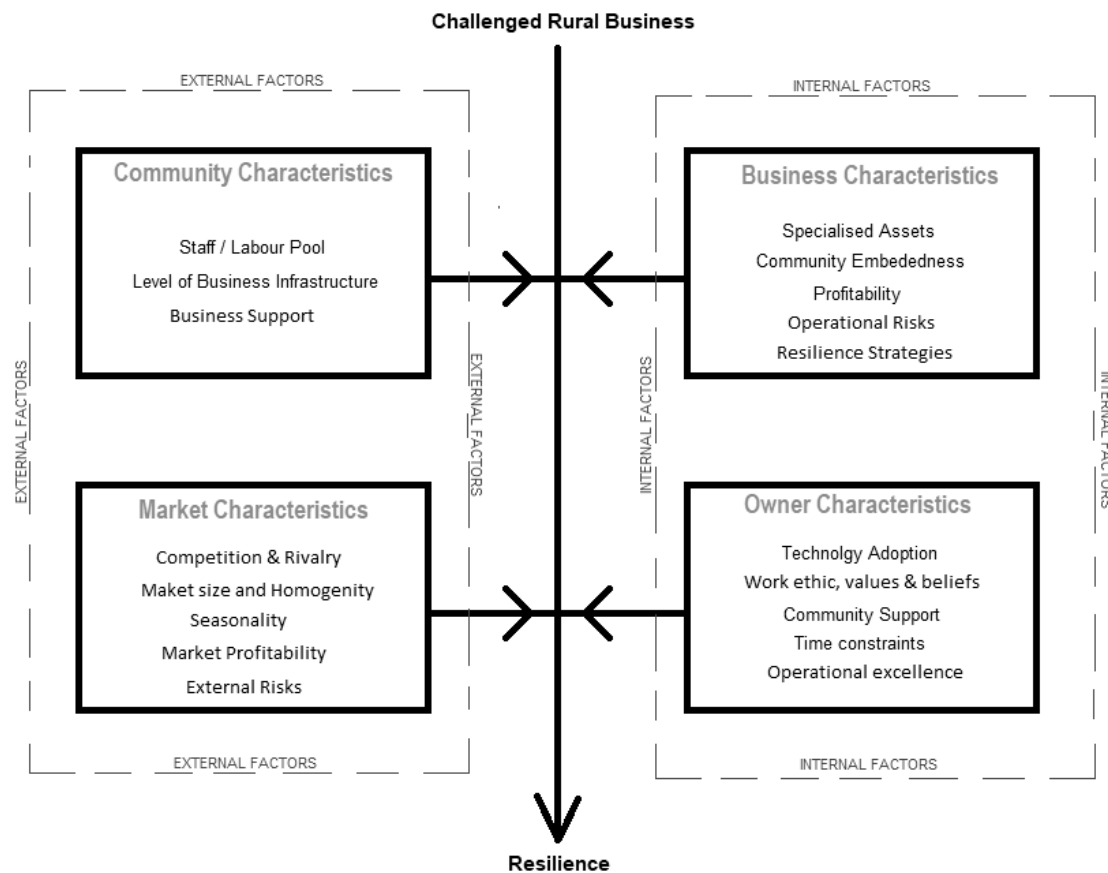 Challenged Rural Business
EXTERNAL FACTORS
EXTERNAL FACTORS
EXTERNAL FACTORS
EXTERNAL FACTORS
Community Characteristics
Staff / Labour Pool
Level of Business Infrastructure
Business Support
Market Characteristics
Competition & Rivalry
Maket size and Homogenity
Seasonality
Market Profitability
External Risks
INTERNAL FACTORS
INTERNAL FACTORS
INTERNAL FACTORS
INTERNAL FACTORS
Business Characteristics
Specialised Assets
Community Embededness
Profitability
Operational Risks
Resilience Strategies
Owner Characteristics
Technolgy Adoption
Work ethic, values & beliefs
Community Support
Time constraints
Operational excellence
Resilience